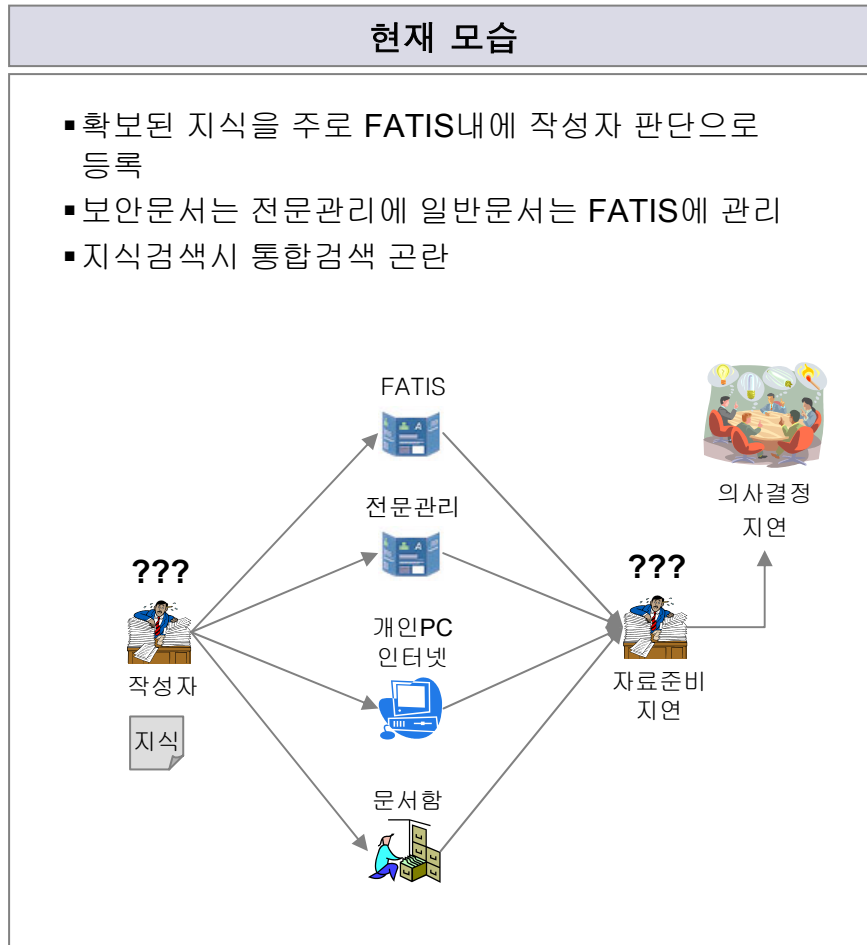 현재 모습
▪확보된 지식을 주로 FATIS내에 작성자 판단으로
등록
▪보안문서는 전문관리에 일반문서는 FATIS에 관리
▪지식검색시 통합검색 곤란
FATIS
의사결정
지연
전문관리
???
???
개인PC
인터넷
작성자
자료준비
지연
지식
문서함